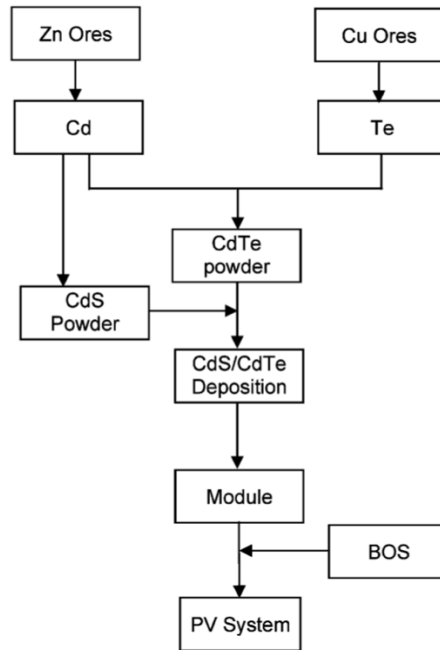 Zn Ores
Cu Ores
Cd
Te
CdTe
powder
CdS
Powder
CdS/CdTe
Deposition
Module
BOS
PV System